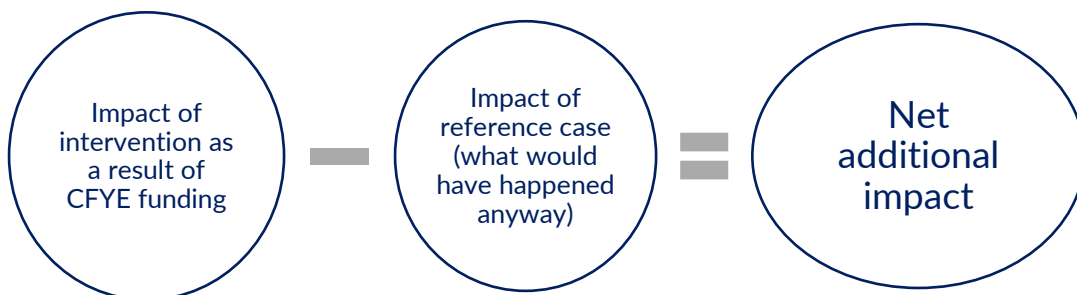 Impact of
intervention as
a result of
CFYE funding
Impact of
reference case
(what would
have happened
anyway)
Net
additional
impact